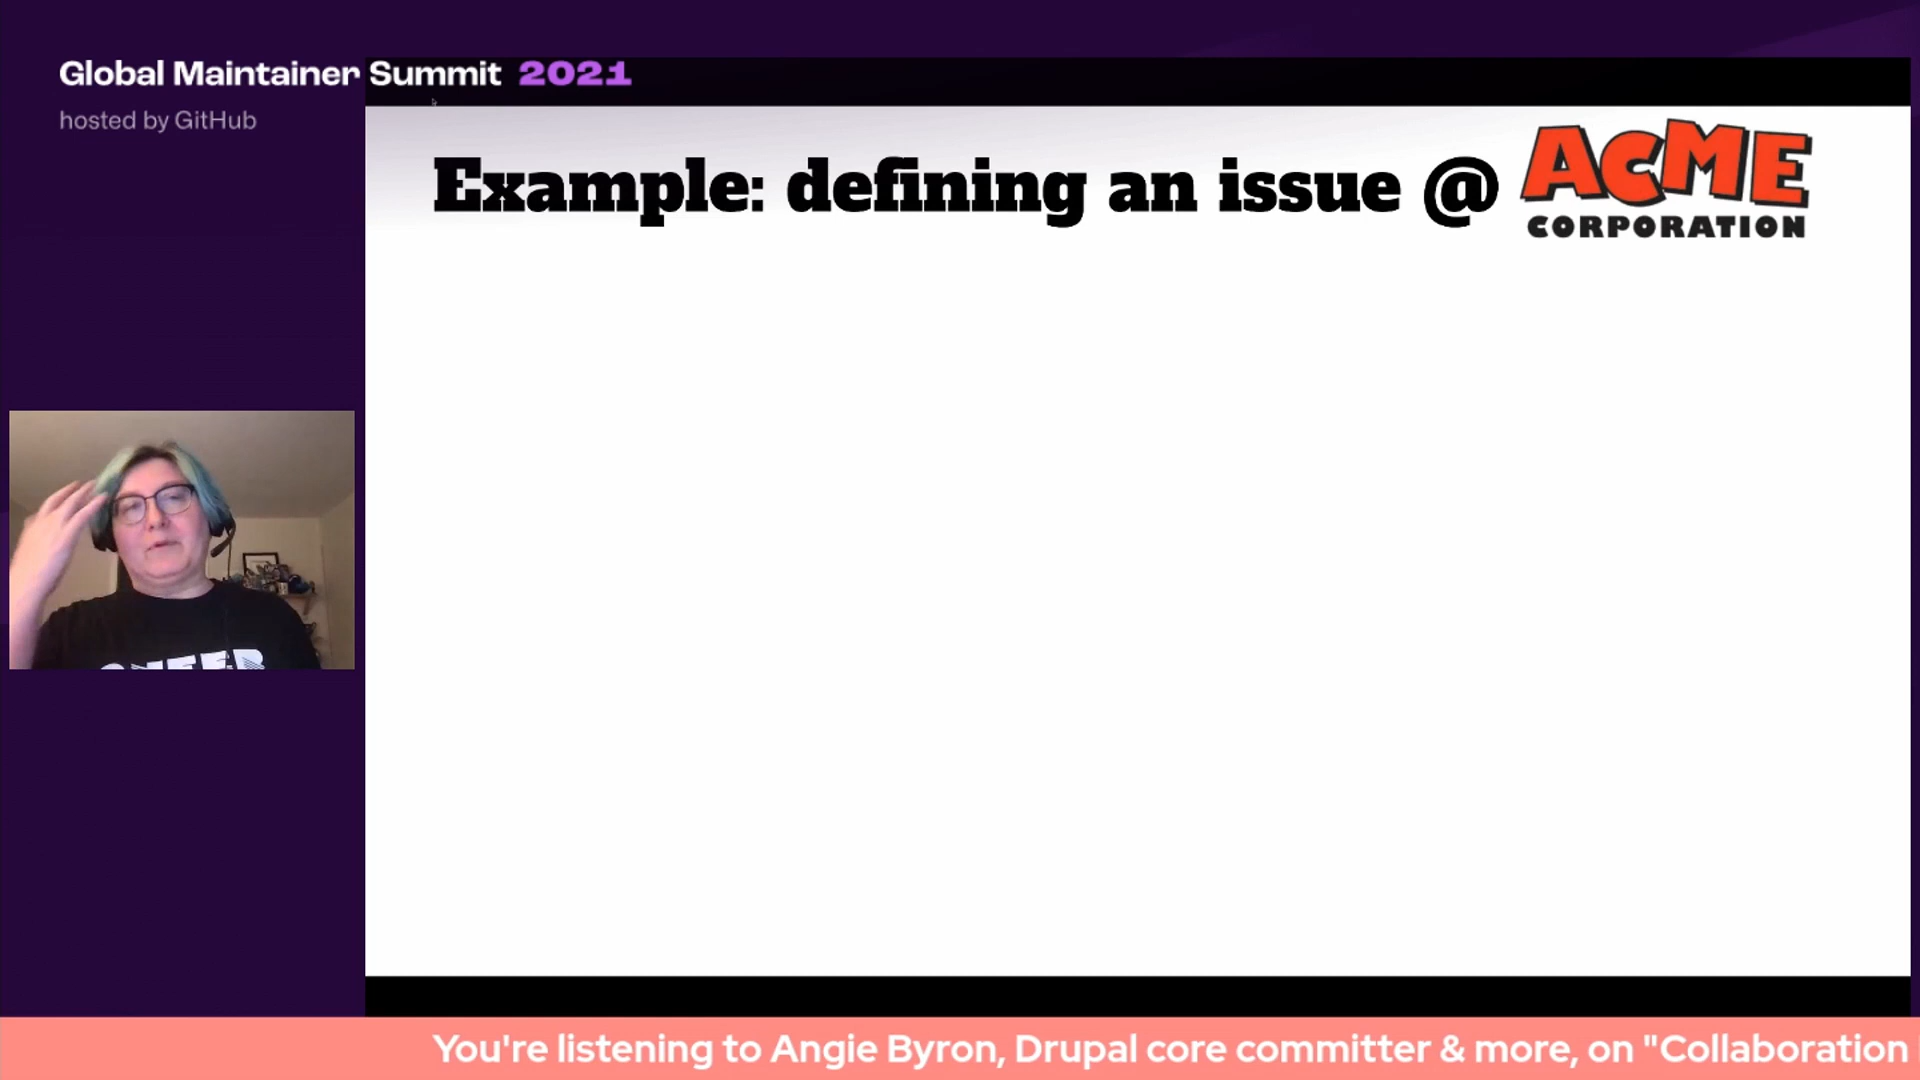 Global Maintainer Summit 2021
hosted by GitHub
Example: defining an issue @
ACME
CORPORATION
You're listening to Angie Byron, Drupal core committer & more, on "Collaboration